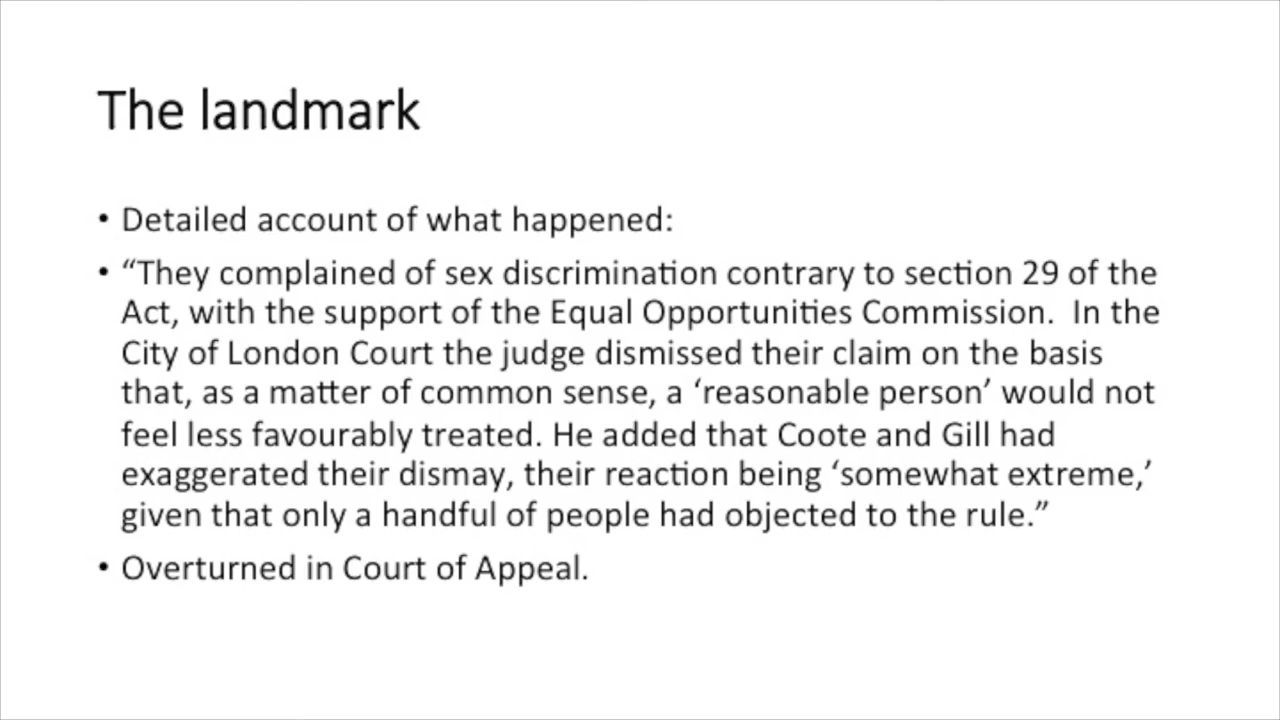 The landmark
• Detailed account of what happened:
• “They complained of sex discrimination contrary to section 29 of the
Act, with the support of the Equal Opportunities Commission.  In the
City of London Court the judge dismissed their claim on the basis
that, as a matter of common sense, a ‘reasonable person’ would not
feel less favourably treated. He added that Coote and Gill had
exaggerated their dismay, their reaction being ‘somewhat extreme,’
given that only a handful of people had objected to the rule.”
• Overturned in Court of Appeal.